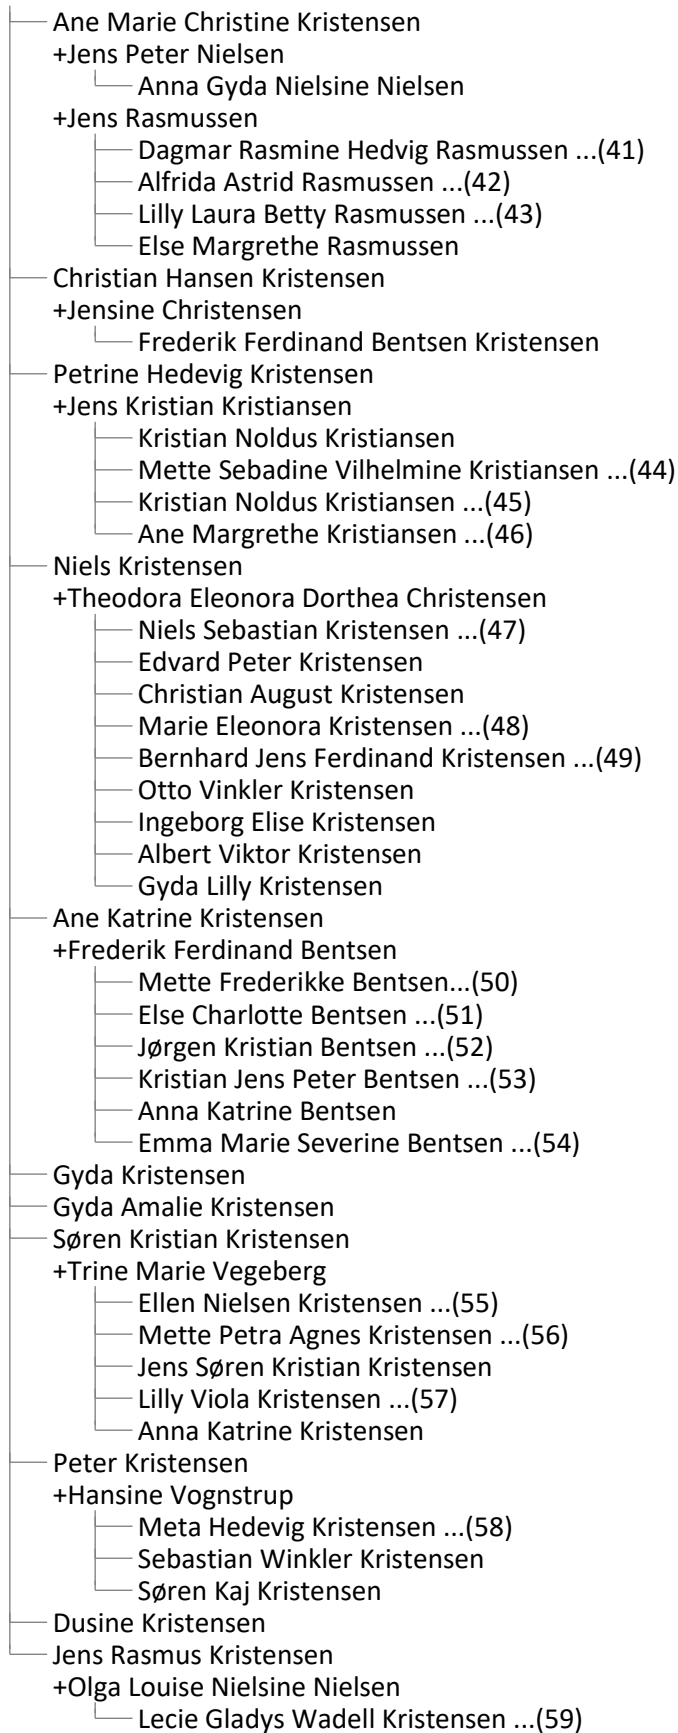 Ane Marie Christine Kristensen
+Jens Peter Nielsen
Anna Gyda Nielsine Nielsen
+Jens Rasmussen
Dagmar Rasmine Hedvig Rasmussen ...(41)
Alfrida Astrid Rasmussen ...(42)
Lilly Laura Betty Rasmussen ...(43)
Else Margrethe Rasmussen
Christian Hansen Kristensen
+Jensine Christensen
Frederik Ferdinand Bentsen Kristensen
Petrine Hedevig Kristensen
+Jens Kristian Kristiansen
Kristian Noldus Kristiansen
Mette Sebadine Vilhelmine Kristiansen ...(44)
Kristian Noldus Kristiansen ...(45)
Ane Margrethe Kristiansen ...(46)
Niels Kristensen
+Theodora Eleonora Dorthea Christensen
Niels Sebastian Kristensen ...(47)
Edvard Peter Kristensen
Christian August Kristensen
Marie Eleonora Kristensen ...(48)
Bernhard Jens Ferdinand Kristensen ...(49)
Otto Vinkler Kristensen
Ingeborg Elise Kristensen
Albert Viktor Kristensen
Gyda Lilly Kristensen
Ane Katrine Kristensen
+Frederik Ferdinand Bentsen
Mette Frederikke Bentsen...(50)
Else Charlotte Bentsen ...(51)
Jørgen Kristian Bentsen ...(52)
Kristian Jens Peter Bentsen ...(53)
Anna Katrine Bentsen
Emma Marie Severine Bentsen ...(54)
Gyda Kristensen
Gyda Amalie Kristensen
Søren Kristian Kristensen
+Trine Marie Vegeberg
Ellen Nielsen Kristensen ...(55)
Mette Petra Agnes Kristensen ...(56)
Jens Søren Kristian Kristensen
Lilly Viola Kristensen ...(57)
Anna Katrine Kristensen
Peter Kristensen
+Hansine Vognstrup
Meta Hedevig Kristensen ...(58)
Sebastian Winkler Kristensen
Søren Kaj Kristensen
Dusine Kristensen
Jens Rasmus Kristensen
+Olga Louise Nielsine Nielsen
Lecie Gladys Wadell Kristensen ...(59)